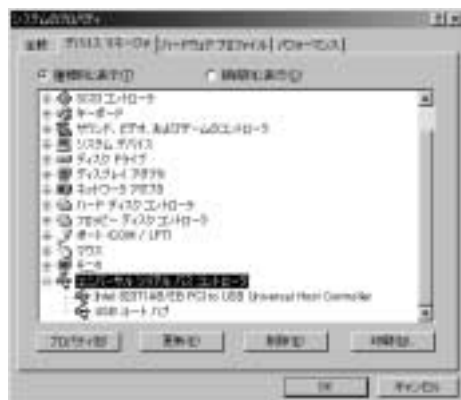 システムのプロパティ
全般 デバイス マネージャ ハードウェア プロファイル パフォーマンス
種類別に表示(T) 接続別に表示(C)
SCSI コントローラ
キーボード
サウンド、ビデオ、およびゲームのコントローラ
システム デバイス
ディスク ドライブ
ディスプレイ アダプタ
ネットワーク アダプタ
ハード ディスク コントローラ
フロッピー ディスク コントローラ
ポート (COM / LPT)
マウス
モニタ
ユニバーサル シリアル バス コントローラ
Intel 82371AB/EB PCI to USB Universal Host Controller
USB ルート ハブ
プロパティ(R) 更新(F) 削除(E) 印刷(N)...
OK キャンセル